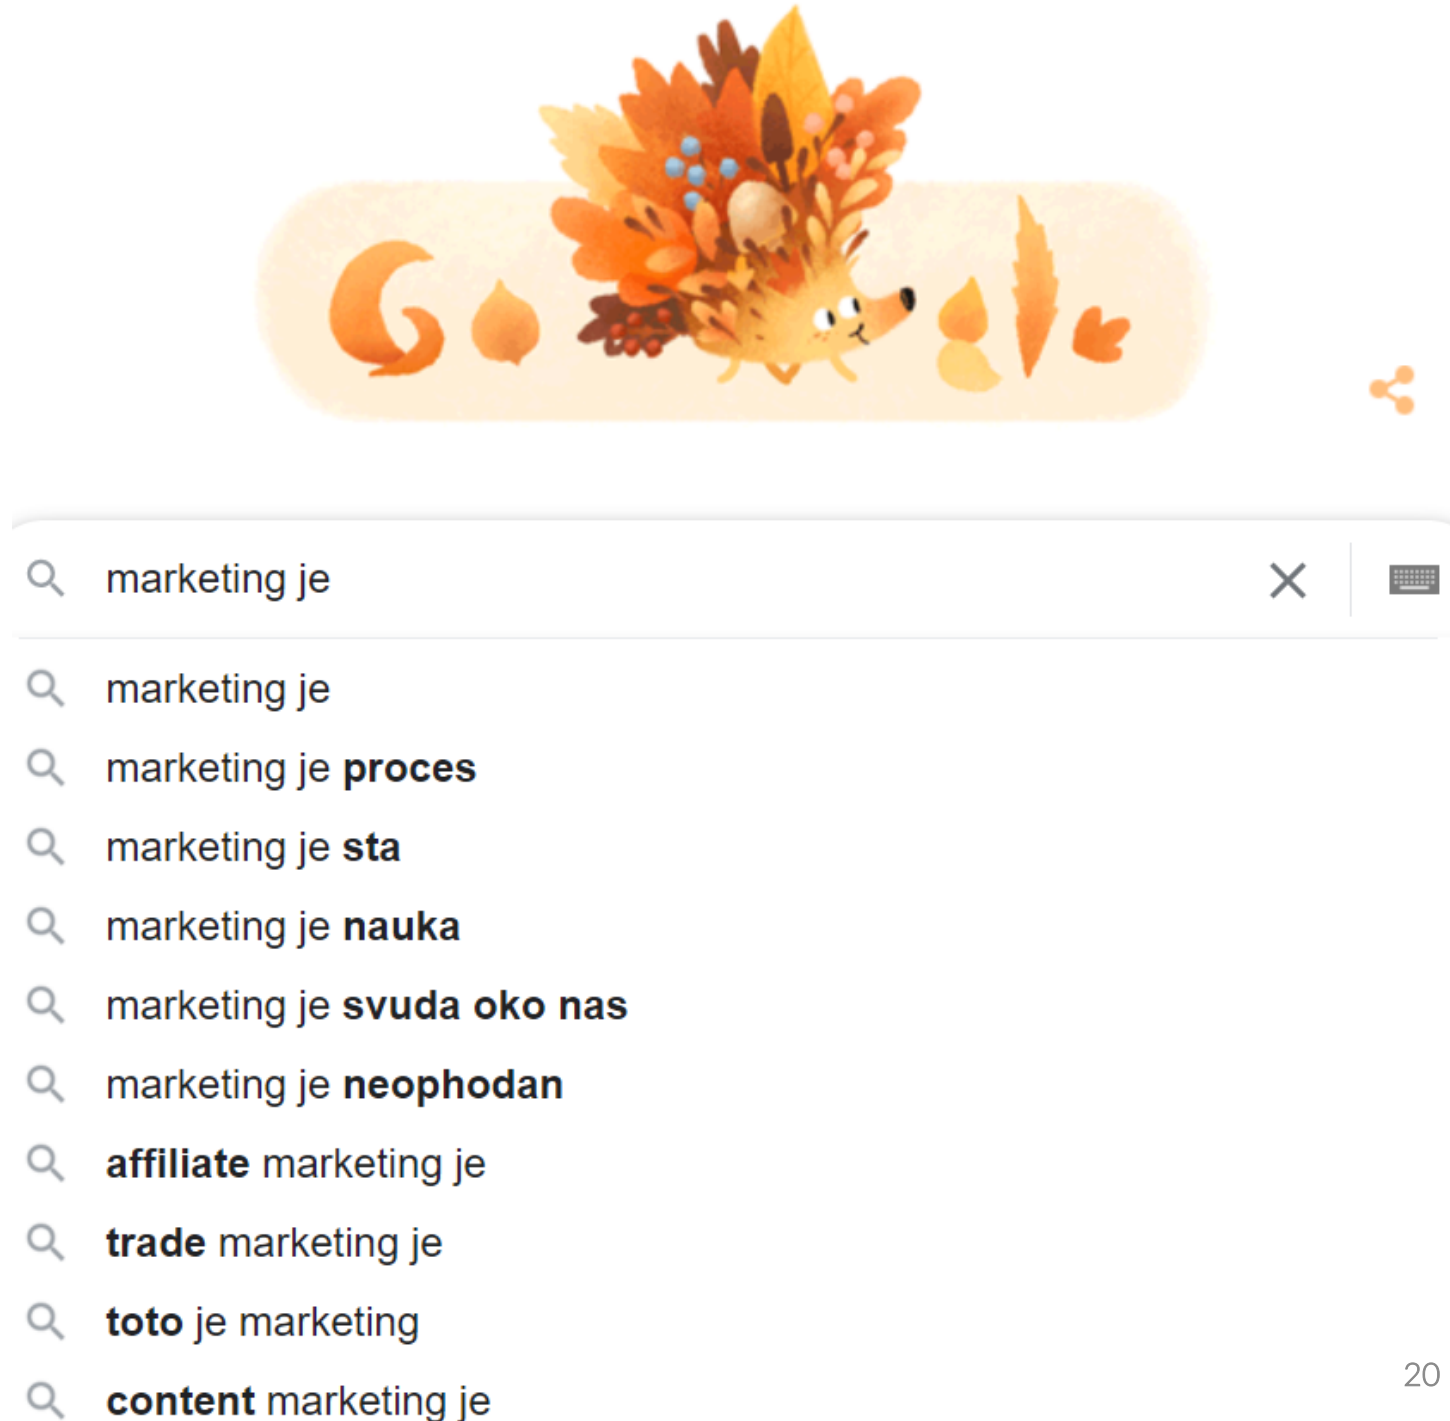 Google
marketing je
marketing je
marketing je proces
marketing je sta
marketing je nauka
marketing je svuda oko nas
marketing je neophodan
affiliate marketing je
trade marketing je
toto je marketing
content marketing je
20